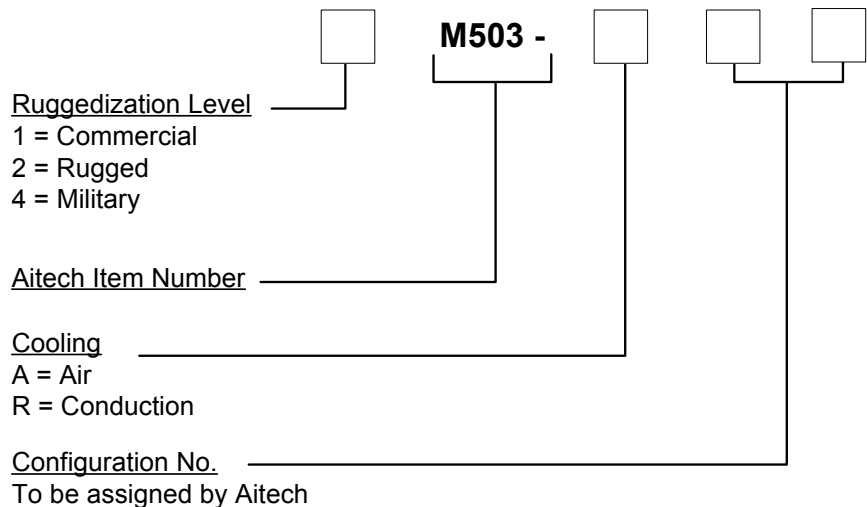 M503 -
Ruggedization Level
1 = Commercial
2 = Rugged
4 = Military
Aitech Item Number
Cooling
A = Air
R = Conduction
Configuration No.
To be assigned by Aitech